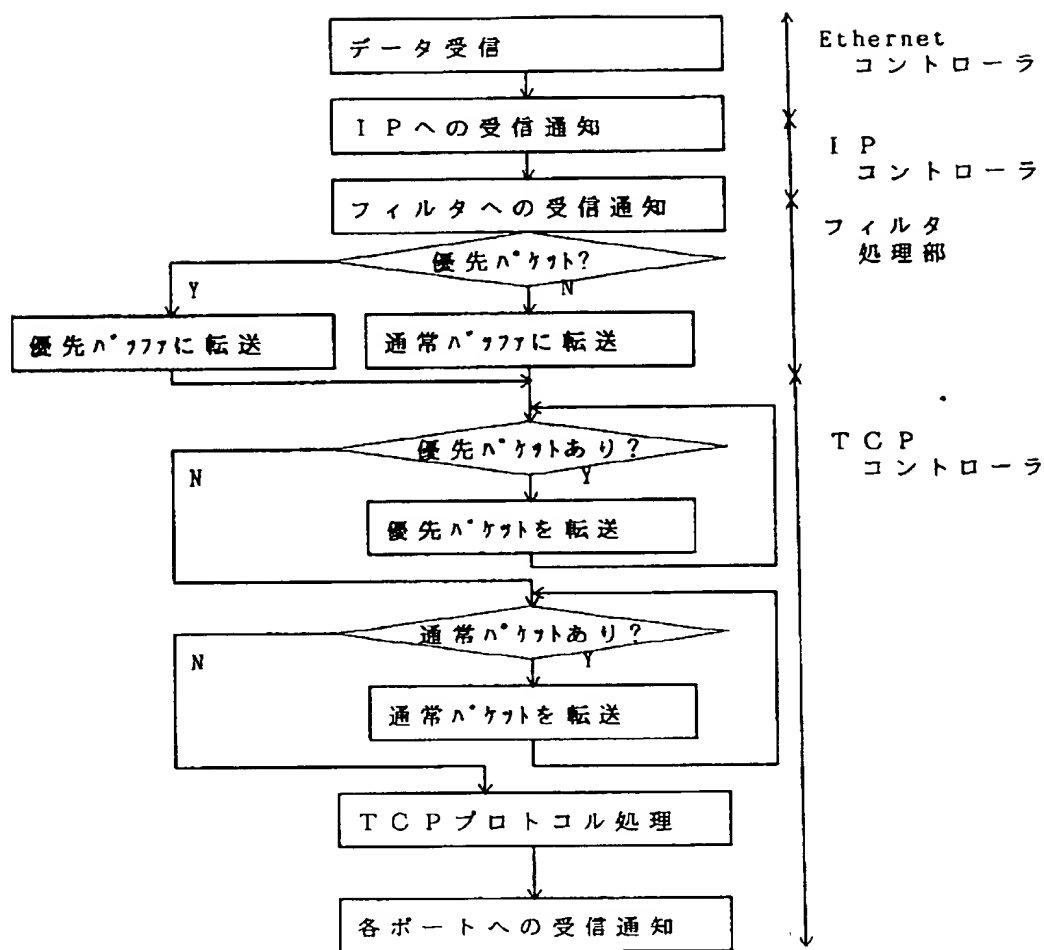 データ受信
Ethernet
コントローラ
IPへの受信通知
IP
コントローラ
フィルタへの受信通知
フィルタ
処理部
優先パケット?
Y
N
優先バッファに転送
通常バッファに転送
TCP
コントローラ
優先パケットあり?
N
Y
優先パケットを転送
通常パケットあり?
N
Y
通常パケットを転送
TCPプロトコル処理
各ポートへの受信通知